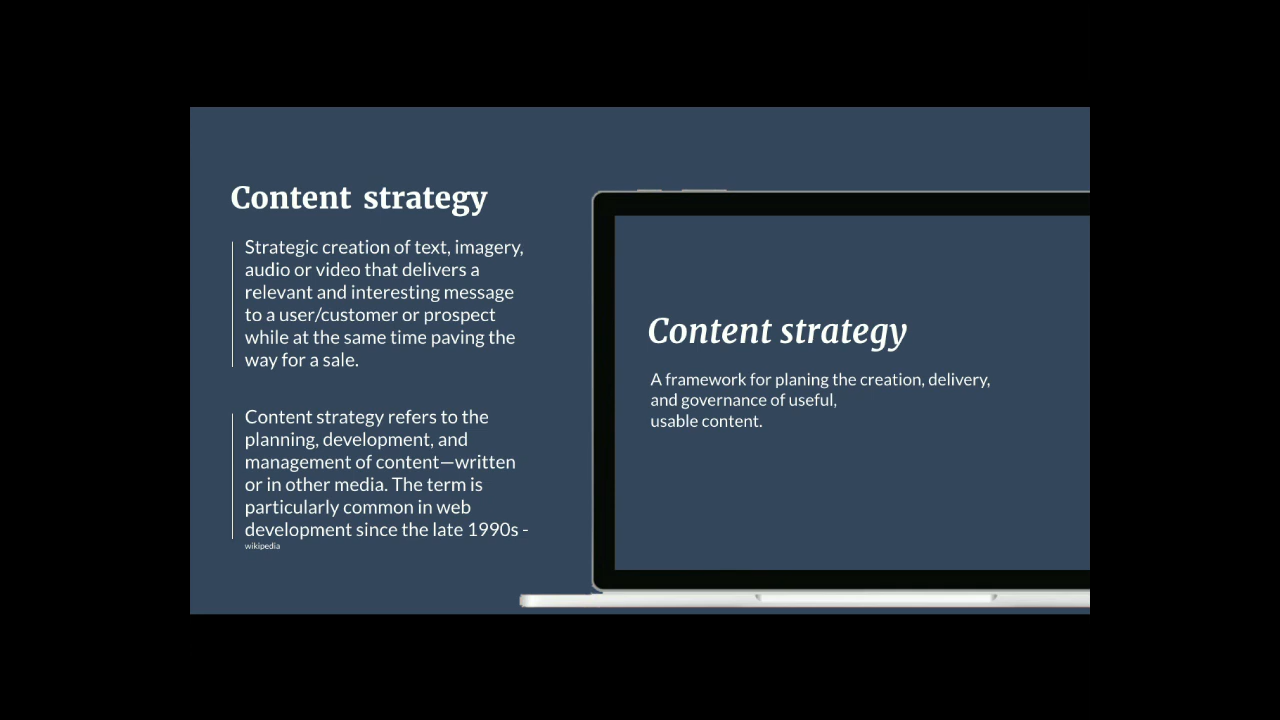 Content strategy
Strategic creation of text, imagery,
audio or video that delivers a
relevant and interesting message
to a user/customer or prospect
while at the same time paving the
way for a sale.
Content strategy refers to the
planning, development, and
management of content—written
or in other media. The term is
particularly common in web
development since the late 1990s -
wikipedia
Content strategy
A framework for planing the creation, delivery,
and governance of useful,
usable content.